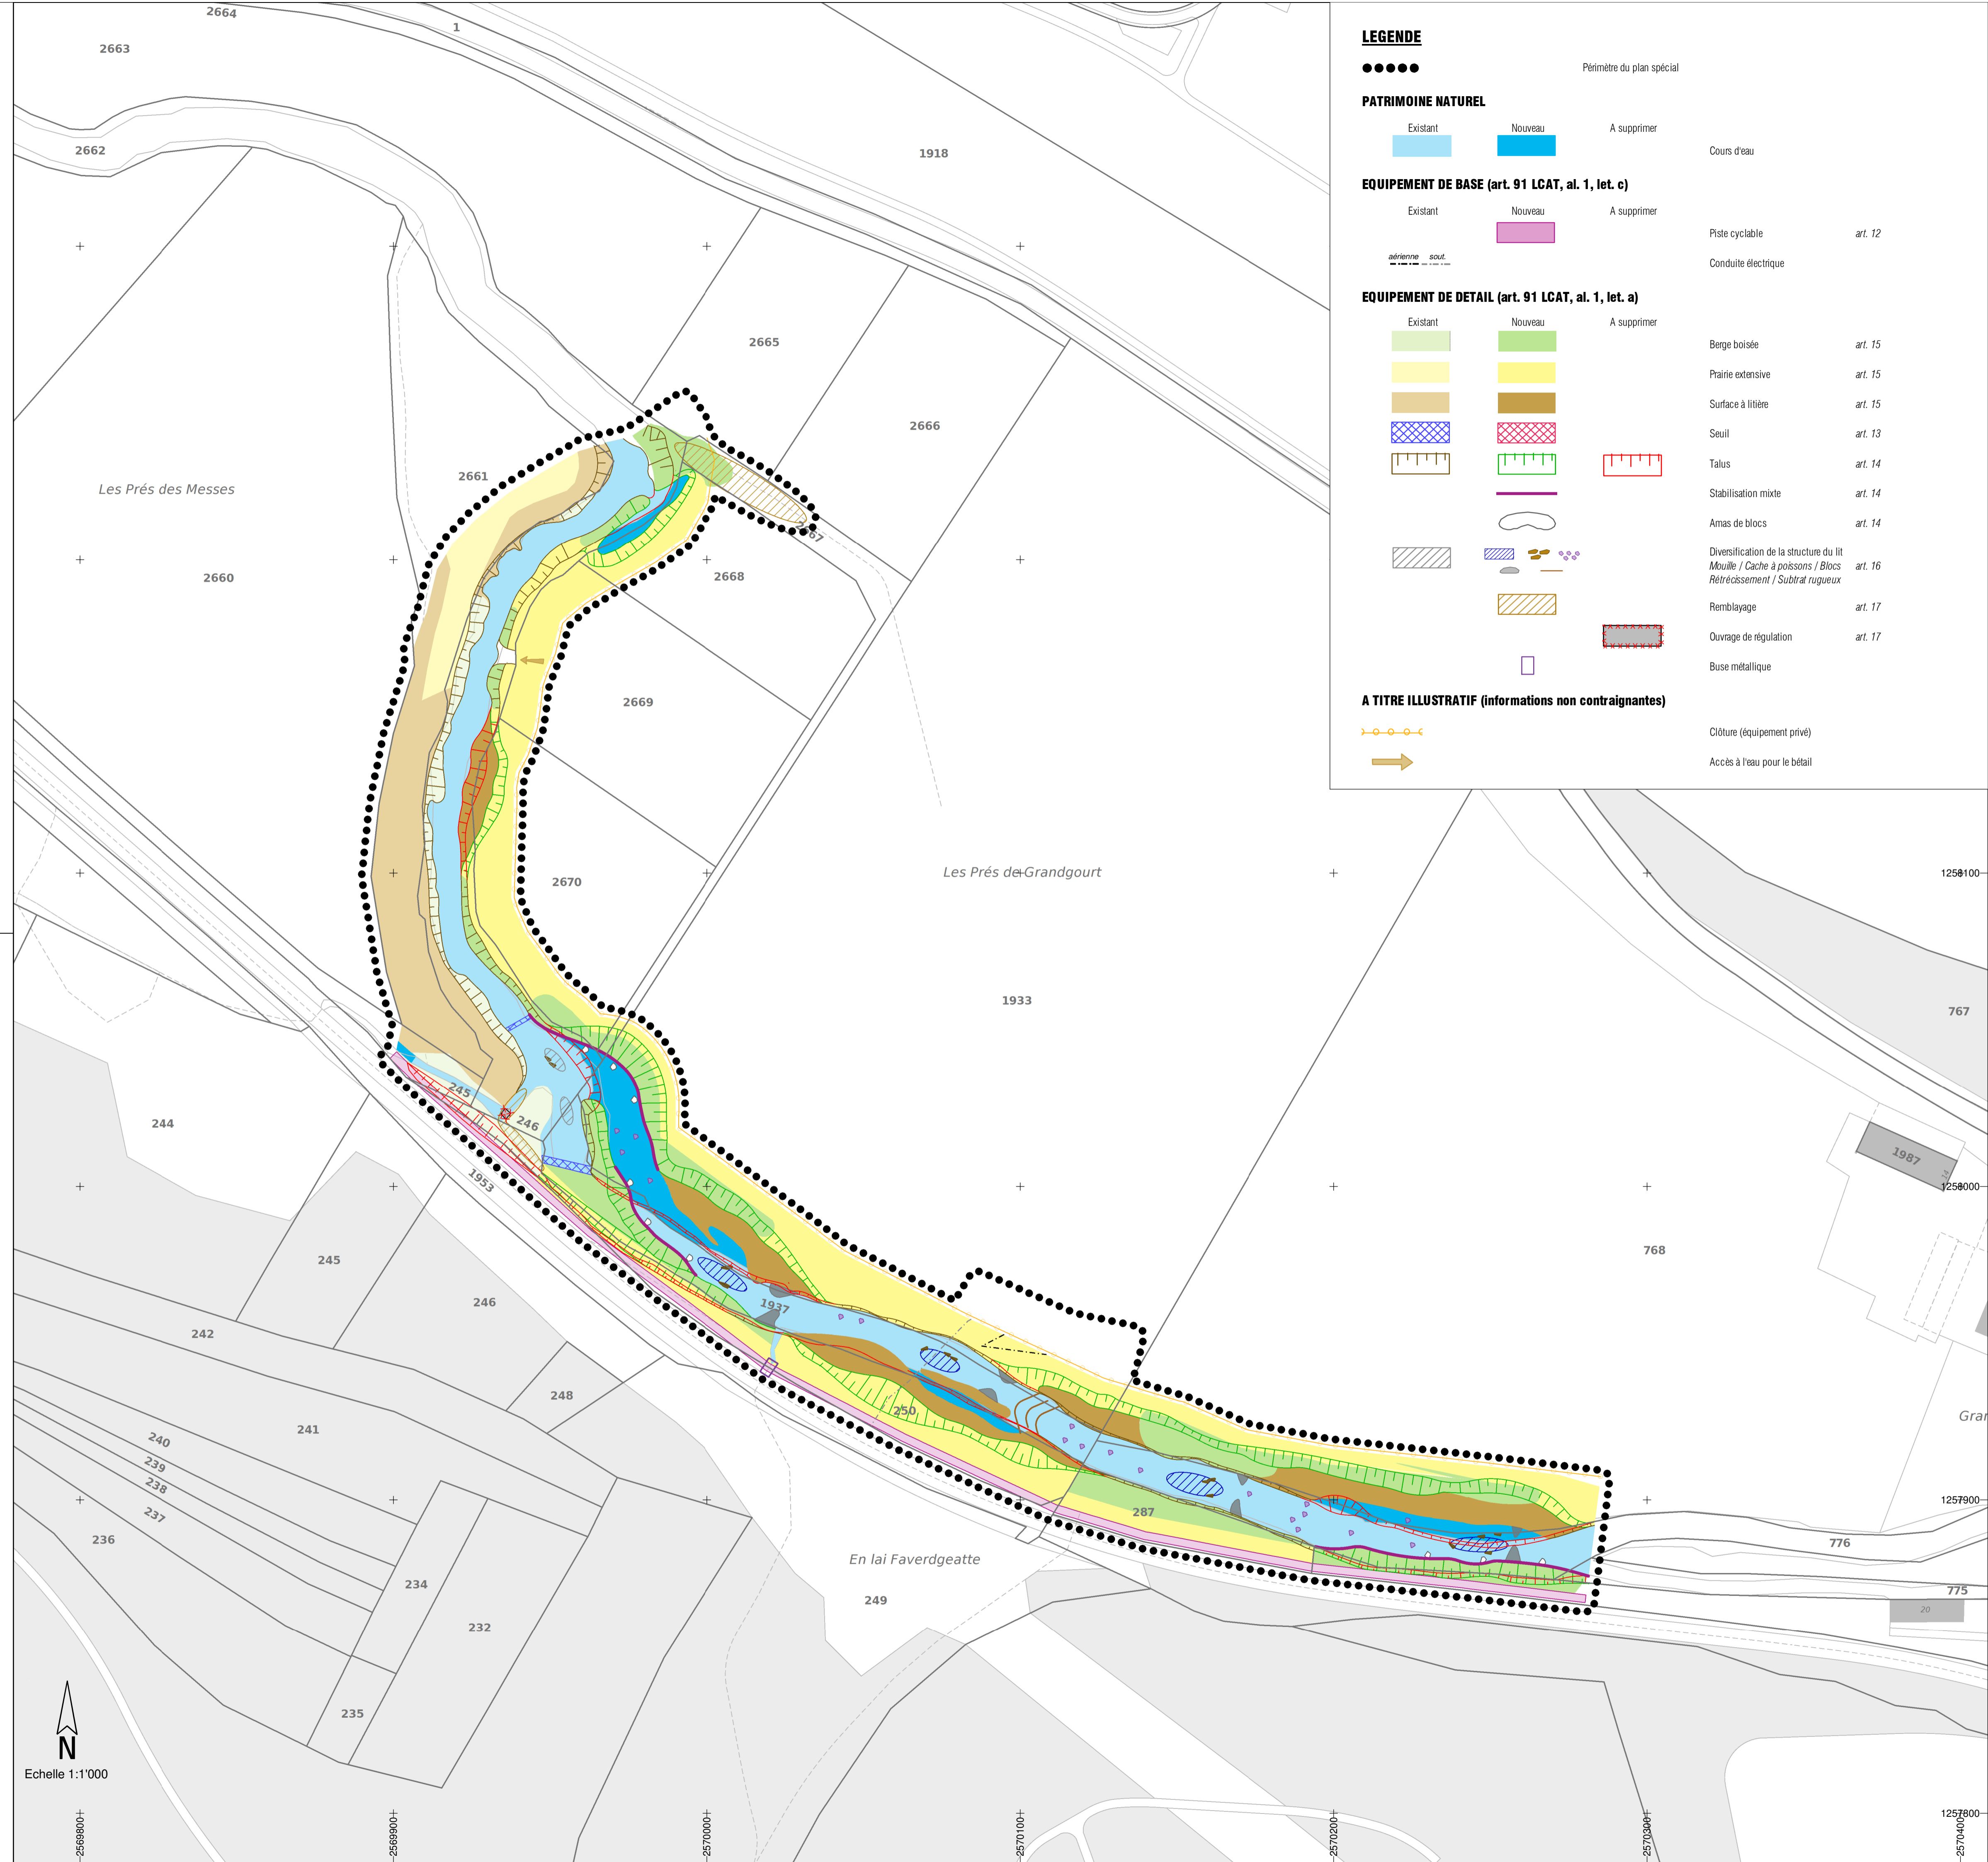 LEGENDE
Périmètre du plan spécial
PATRIMOINE NATUREL
Existant Nouveau A supprimer
Cours d'eau
EQUIPEMENT DE BASE (art. 91 LCAT, al. 1, let. c)
Existant Nouveau A supprimer
Piste cyclable art. 12
aérienne sout.
Conduite électrique
EQUIPEMENT DE DETAIL (art. 91 LCAT, al. 1, let. a)
Existant Nouveau A supprimer
Berge boisée art. 15
Prairie extensive art. 15
Surface à litière art. 15
Seuil art. 13
Talus art. 14
Stabilisation mixte art. 14
Amas de blocs art. 14
Diversification de la structure du lit
Mouille / Cache à poissons / Blocs art. 16
Rétrécissement / Subtrat rugueux
Remblayage art. 17
Ouvrage de régulation art. 17
Buse métallique
A TITRE ILLUSTRATIF (informations non contraignantes)
Clôture (équipement privé)
Accès à l'eau pour le bétail
2664
1
2663
2662
1918
2665
2666
2661
Les Prés des Messes
2660
2668
2669
2670
Les Prés de Grandgourt
1258100
1933
767
245
246
244
1953
1987
1258000
768
245
246
1937
242
248
250
241
240
239
238
237
236
287
1257900
776
En lai Faverdgeatte
234
249
775
20
232
235
N
Echelle 1:1'000
1257800
2569800
2569900
2570000
2570100
2570200
2570300
2570400